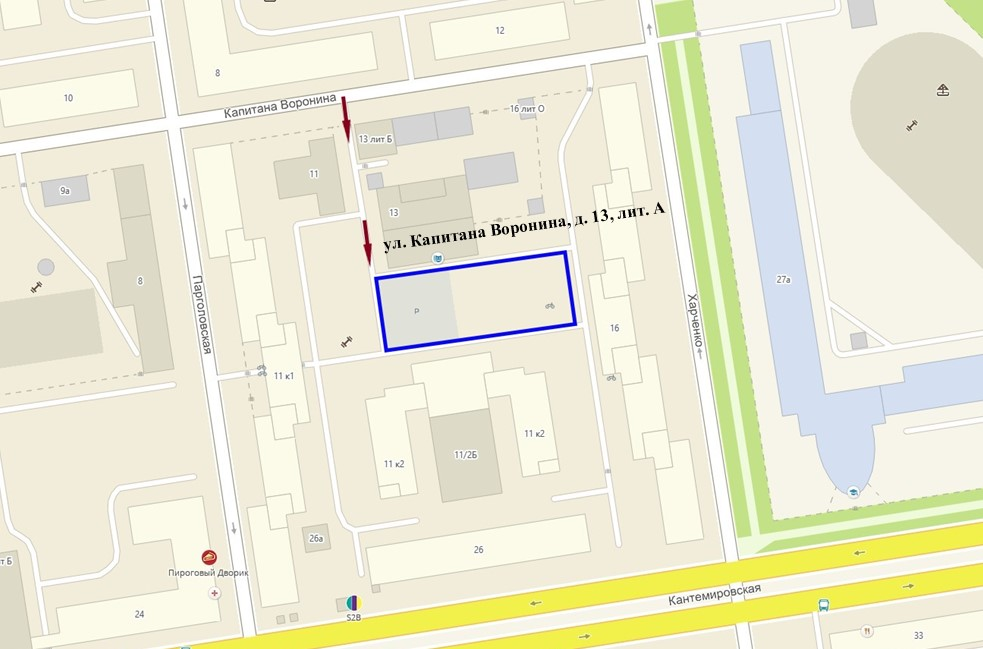 12
8
10
Капитана Воронина
16 лит О
13 лит Б
11
9а
13
ул. Капитана Воронина, д. 13, лит. А
8
27а
Парголовская
Харченко
P
16
11 к1
11 к2
11/2Б
11 к2
26а
26
т Б
Пироговый Дворик
24
S2B
Кантемировская
33